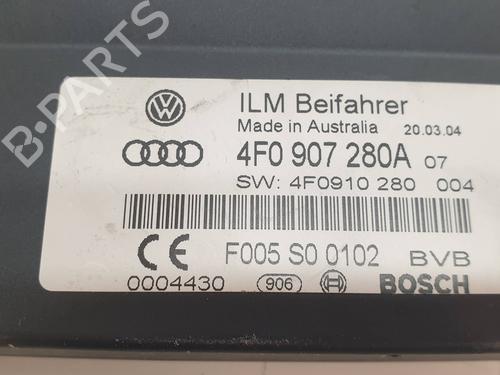 B-PARTS
ILM Beifahrer
Made in Australia 20.03.04
4F0 907 280A 07
SW: 4F0910 280 004
F005 S0 0102 BVB
0004430 906 BOSCH